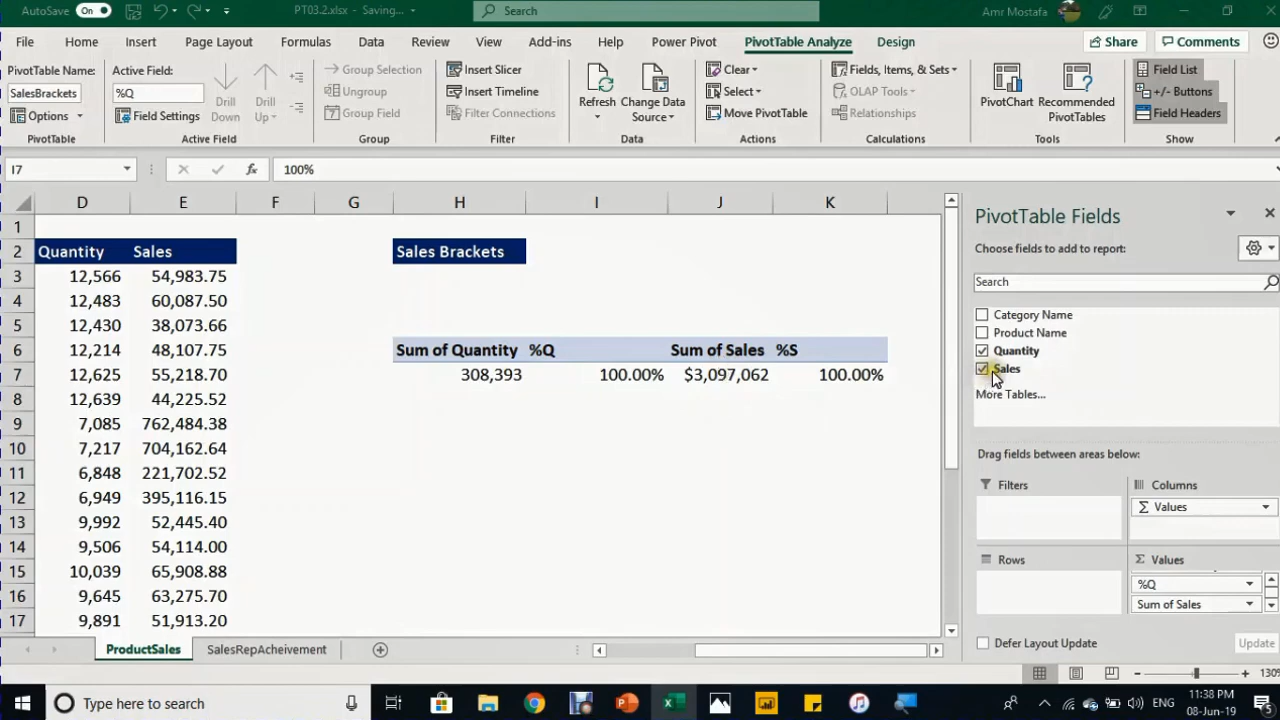 AutoSave On PT03.2.xlsx - Saving... Search Amr Mostafa
File Home Insert Page Layout Formulas Data Review View Add-ins Help Power Pivot PivotTable Analyze Design Share Comments
PivotTable Name: Active Field: Group Selection Insert Slicer Clear Fields, Items, & Sets Field List
SalesBrackets %Q Drill Down Drill Up Ungroup Insert Timeline Refresh Change Data Source Select OLAP Tools PivotChart Recommended PivotTables +/- Buttons
Options Field Settings Group Field Filter Connections Move PivotTable Relationships Field Headers
PivotTable Active Field Group Filter Data Actions Calculations Tools Show
I7 fx 100%
D E F G H I J K
1
2 Quantity Sales Sales Brackets
3 12,566 54,983.75
4 12,483 60,087.50
5 12,430 38,073.66
6 12,214 48,107.75 Sum of Quantity %Q Sum of Sales %S
7 12,625 55,218.70 308,393 100.00% $3,097,062 100.00%
8 12,639 44,225.52
9 7,085 762,484.38
10 7,217 704,162.64
11 6,848 221,702.52
12 6,949 395,116.15
13 9,992 52,445.40
14 9,506 54,114.00
15 10,039 65,908.88
16 9,645 63,275.70
17 9,891 51,913.20
PivotTable Fields
Choose fields to add to report:
Search
Category Name
Product Name
Quantity
Sales
More Tables...
Drag fields between areas below:
Filters Columns
Σ Values
Rows Σ Values
%Q
Sum of Sales
Defer Layout Update Update
ProductSales SalesRepAcheivement
130%
Type here to search ENG 11:38 PM
08-Jun-19 5